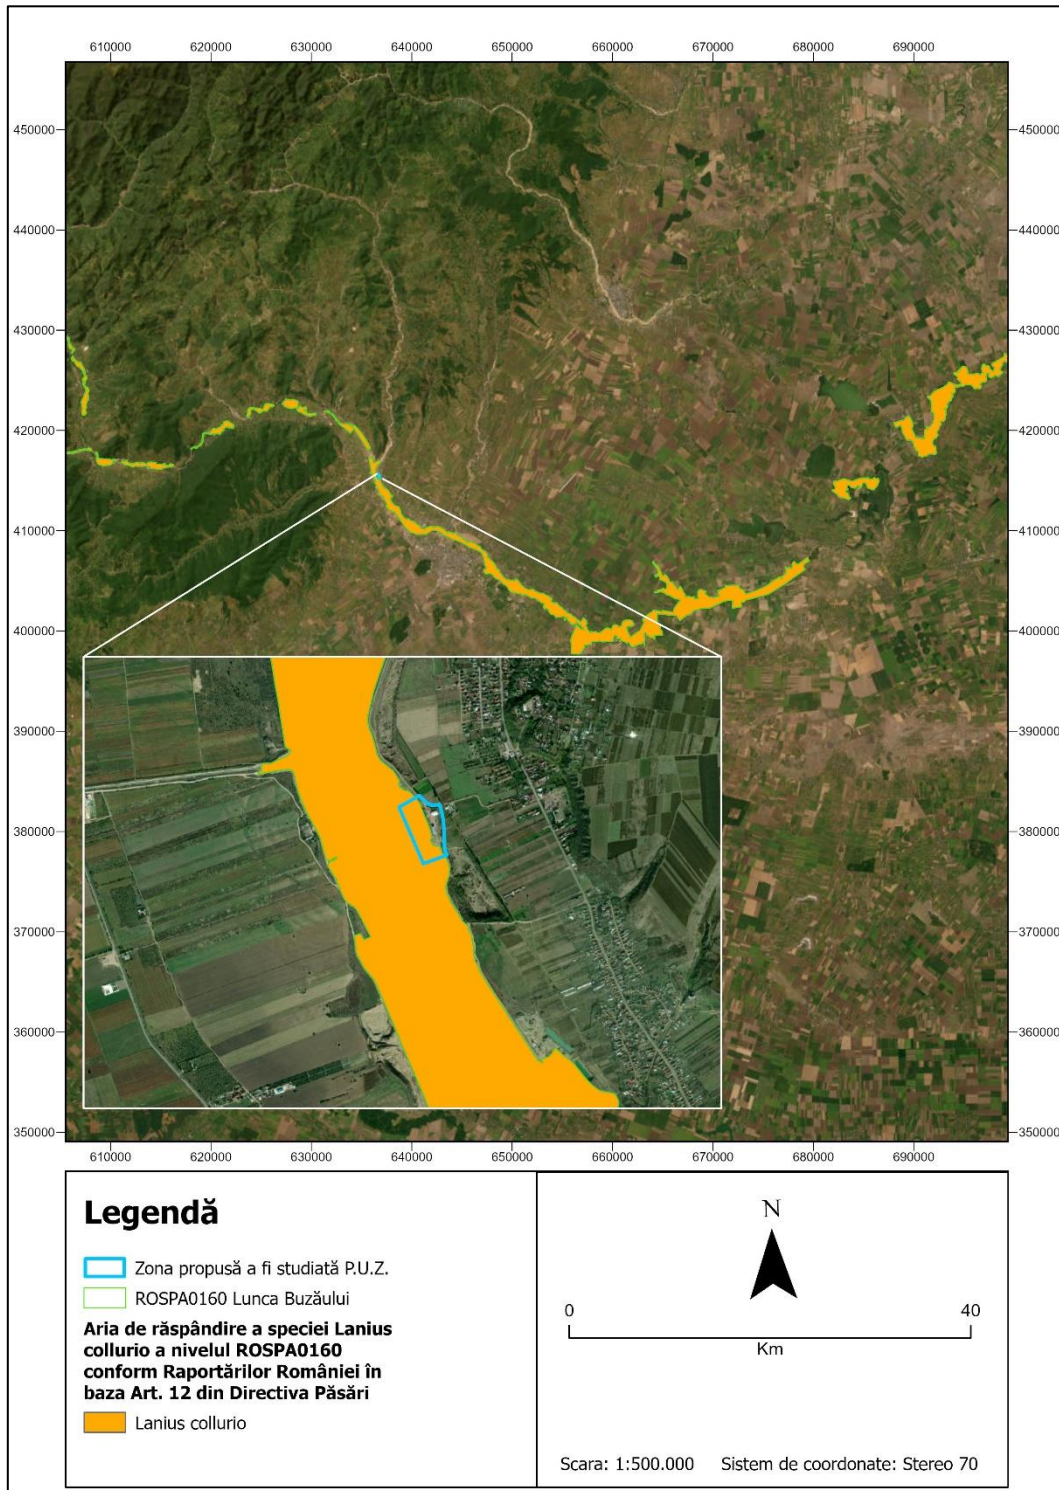 610000 620000 630000 640000 650000 660000 670000 680000 690000
450000 450000
440000 440000
430000 430000
420000 420000
410000 410000
400000 400000
390000 390000
380000 380000
370000 370000
360000 360000
350000 350000
610000 620000 630000 640000 650000 660000 670000 680000 690000
Legendă
Zona propusă a fi studiată P.U.Z.
ROSPA0160 Lunca Buzăului
Aria de răspândire a speciei Lanius
collurio a nivelul ROSPA0160
conform Raportărilor României în
baza Art. 12 din Directiva Păsări
Lanius collurio
N
0 40
Km
Scara: 1:500.000 Sistem de coordonate: Stereo 70